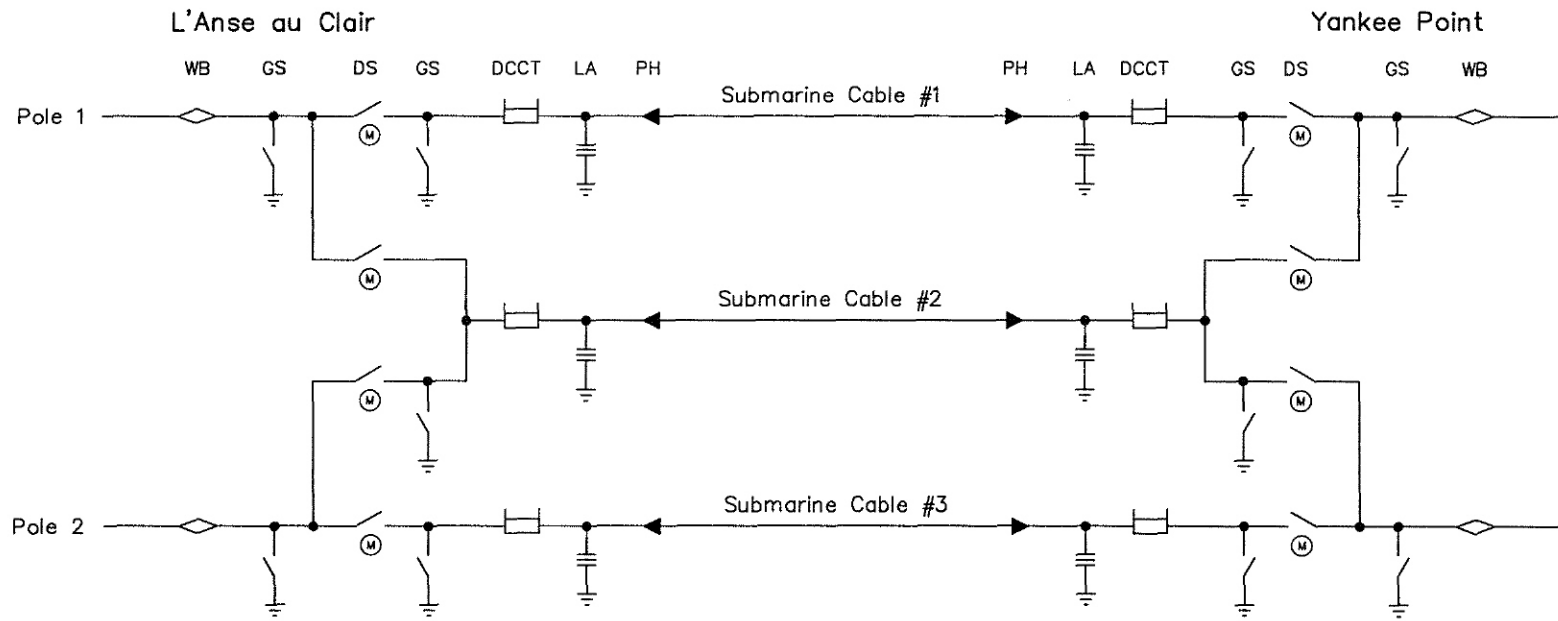 L'Anse au Clair
Yankee Point
WB GS DS GS DCCT LA PH PH LA DCCT GS DS GS WB
Pole 1
Submarine Cable #1
M
M
M
M
Submarine Cable #2
M
M
Pole 2
Submarine Cable #3
M
M